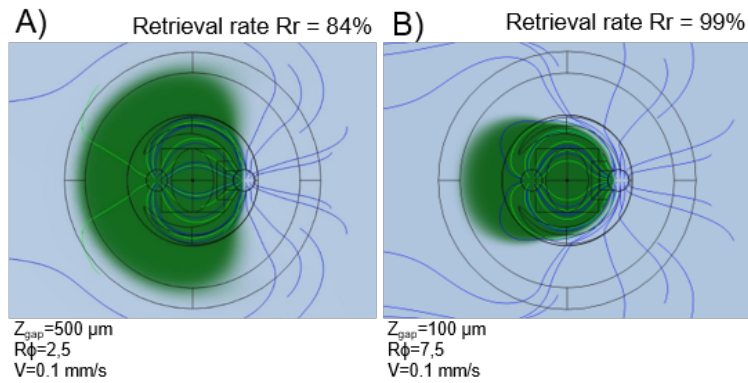 A)
Retrieval rate Rr = 84%
B)
Retrieval rate Rr = 99%
Zgap=500 µm
Rϕ=2,5
V=0.1 mm/s
Zgap=100 µm
Rϕ=7,5
V=0.1 mm/s